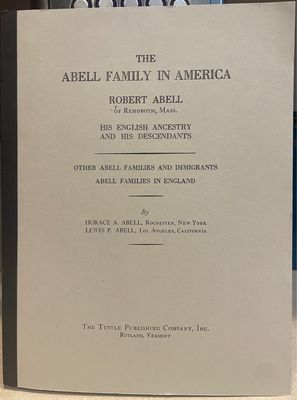 THE
ABELL FAMILY IN AMERICA
ROBERT ABELL
OF REHOBOTH, MASS.
HIS ENGLISH ANCESTRY
AND HIS DESCENDANTS
OTHER ABELL FAMILIES AND IMMIGRANTS
ABELL FAMILIES IN ENGLAND
By
HORACE A. ABELL, ROCHESTER, NEW YORK
LEWIS P. ABELL, LOS ANGELES, CALIFORNIA
THE TUTTLE PUBLISHING COMPANY, INC.
RUTLAND, VERMONT